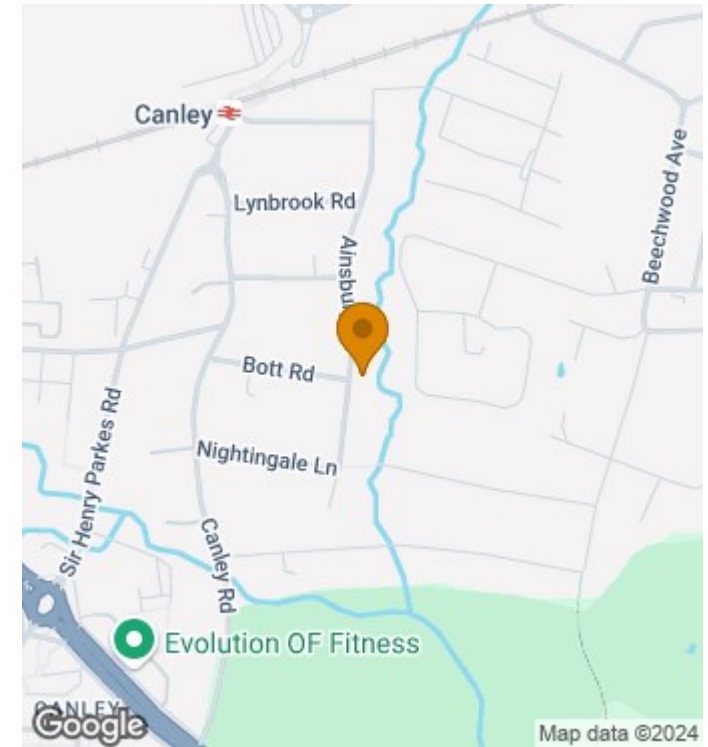 Canley
Lynbrook Rd
Beechwood Ave
Bott Rd
Nightingale Ln
Sir Henry Parkes Rd
Canley Rd
Evolution OF Fitness
CANLEY
Google
Map data ©2024